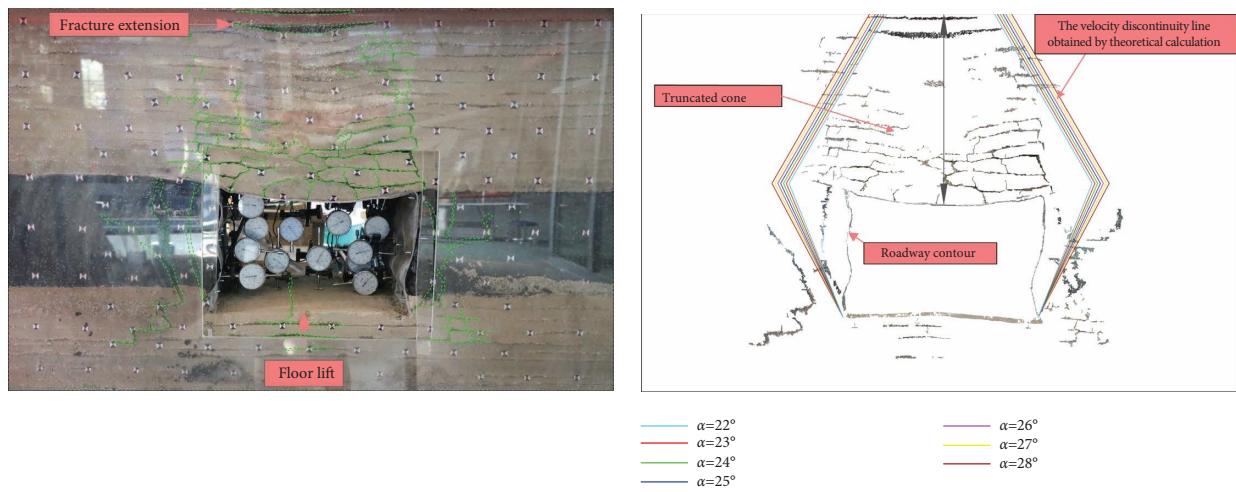 Fracture extension
Floor lift
The velocity discontinuity line
obtained by theoretical calculation
Truncated cone
Roadway contour
α=22°
α=23°
α=24°
α=25°
α=26°
α=27°
α=28°